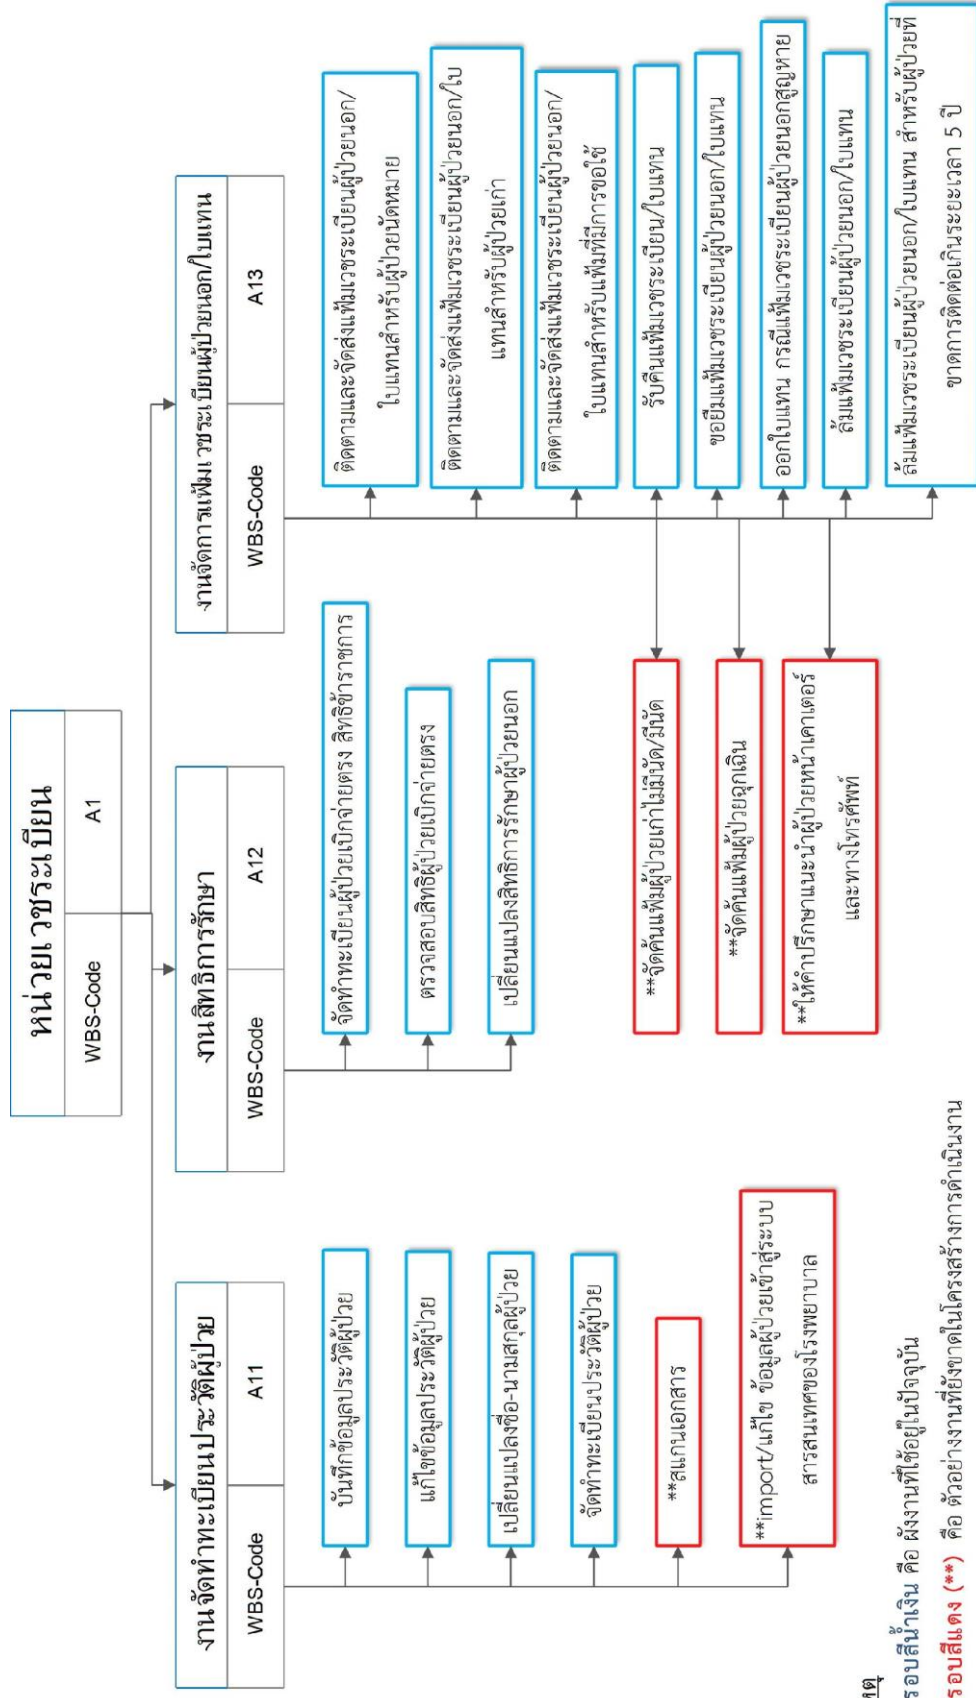 หน่วยเวชระเบียน
WBS-Code
A1
งานจัดทำทะเบียนประวัติผู้ป่วย
WBS-Code
A11
บันทึกข้อมูลประวัติผู้ป่วย
แก้ไขข้อมูลประวัติผู้ป่วย
เปลี่ยนแปลงชื่อ-นามสกุลผู้ป่วย
จัดทำทะเบียนประวัติผู้ป่วย
**สแกนเอกสาร
**import/แก้ไข ข้อมูลผู้ป่วยเข้าสู่ระบบ
สารสนเทศของโรงพยาบาล
งานสิทธิการรักษา
WBS-Code
A12
จัดทำทะเบียนผู้ป่วยเบิกจ่ายตรง สิทธิข้าราชการ
ตรวจสอบสิทธิผู้ป่วยเบิกจ่ายตรง
เปลี่ยนแปลงสิทธิการรักษาผู้ป่วยนอก
งานจัดการแฟ้มเวชระเบียนผู้ป่วยนอก/ใบแทน
WBS-Code
A13
ติดตามและจัดส่งแฟ้มเวชระเบียนผู้ป่วยนอก/
ใบแทนสำหรับผู้ป่วยนัดหมาย
ติดตามและจัดส่งแฟ้มเวชระเบียนผู้ป่วยนอก/ใบ
แทนสำหรับผู้ป่วยเก่า
ติดตามและจัดส่งแฟ้มเวชระเบียนผู้ป่วยนอก/
ใบแทนสำหรับแฟ้มที่มีการขอใช้
รับคืนแฟ้มเวชระเบียน/ใบแทน
ขอยืมแฟ้มเวชระเบียนผู้ป่วยนอก/ใบแทน
ออกใบแทน กรณีแฟ้มเวชระเบียนผู้ป่วยนอกสูญหาย
ล้มแฟ้มเวชระเบียนผู้ป่วยนอก/ใบแทน
ล้มแฟ้มเวชระเบียนผู้ป่วยนอก/ใบแทน สำหรับผู้ป่วยที่
ขาดการติดต่อเกินระยะเวลา 5 ปี
**จัดค้นแฟ้มผู้ป่วยเก่าไม่มีนัด/มีนัด
**จัดค้นแฟ้มผู้ป่วยฉุกเฉิน
**ให้คำปรึกษาแนะนำผู้ป่วยหน้าเคาเตอร์
และทางโทรศัพท์
หตุ
รอบสีน้ำเงิน คือ ผังงานที่ใช้อยู่ในปัจจุบัน
รอบสีแดง (**) คือ ตัวอย่างงานที่ยังขาดในโครงสร้างการดำเนินงาน